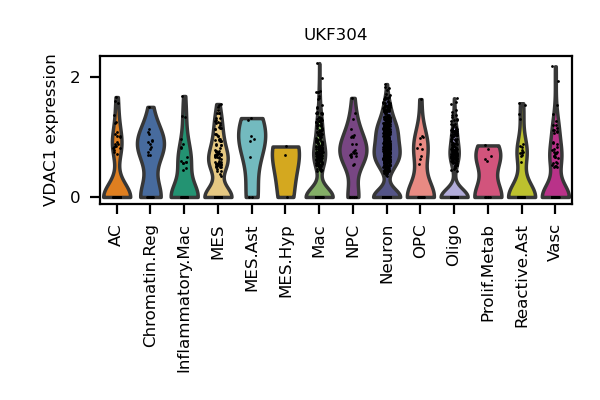 UKF304
VDAC1 expression
2
0
AC
Chromatin.Reg
Inflammatory.Mac
MES
MES.Ast
MES.Hyp
Mac
NPC
Neuron
OPC
Oligo
Prolif.Metab
Reactive.Ast
Vasc